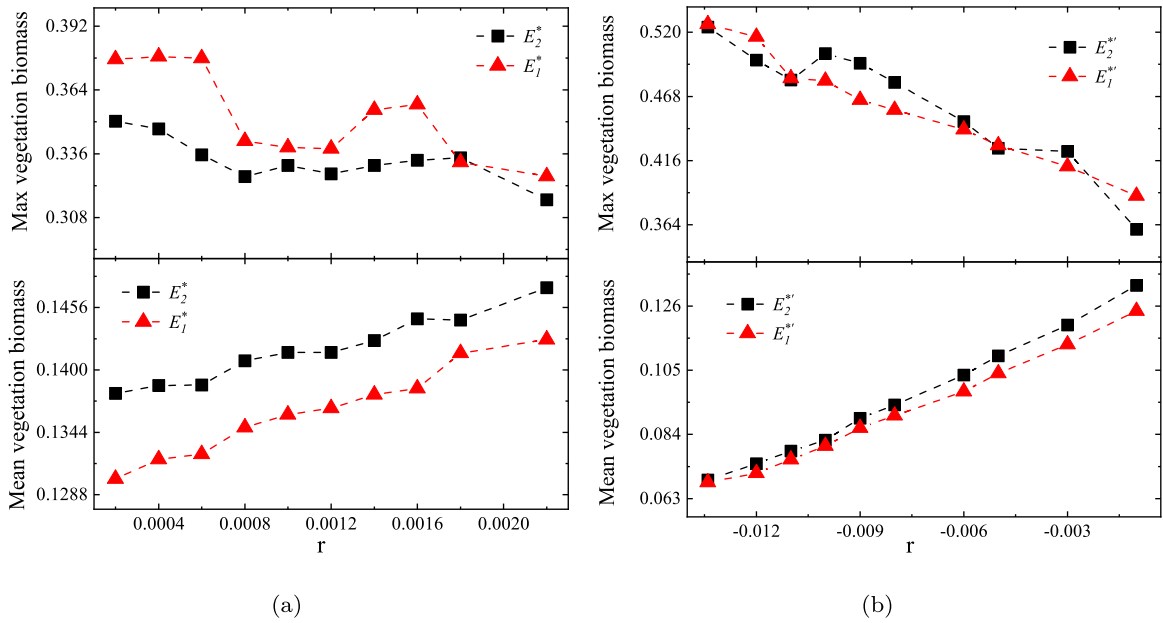 Max vegetation biomass
0.392
0.364
0.336
0.308
E₂*
E₁*
Mean vegetation biomass
0.1456
0.1400
0.1344
0.1288
E₂*
E₁*
0.0004 0.0008 0.0012 0.0016 0.0020
r
(a)
Max vegetation biomass
0.520
0.468
0.416
0.364
E₂*'
E₁*'
Mean vegetation biomass
0.126
0.105
0.084
0.063
E₂*'
E₁*'
-0.012 -0.009 -0.006 -0.003
r
(b)